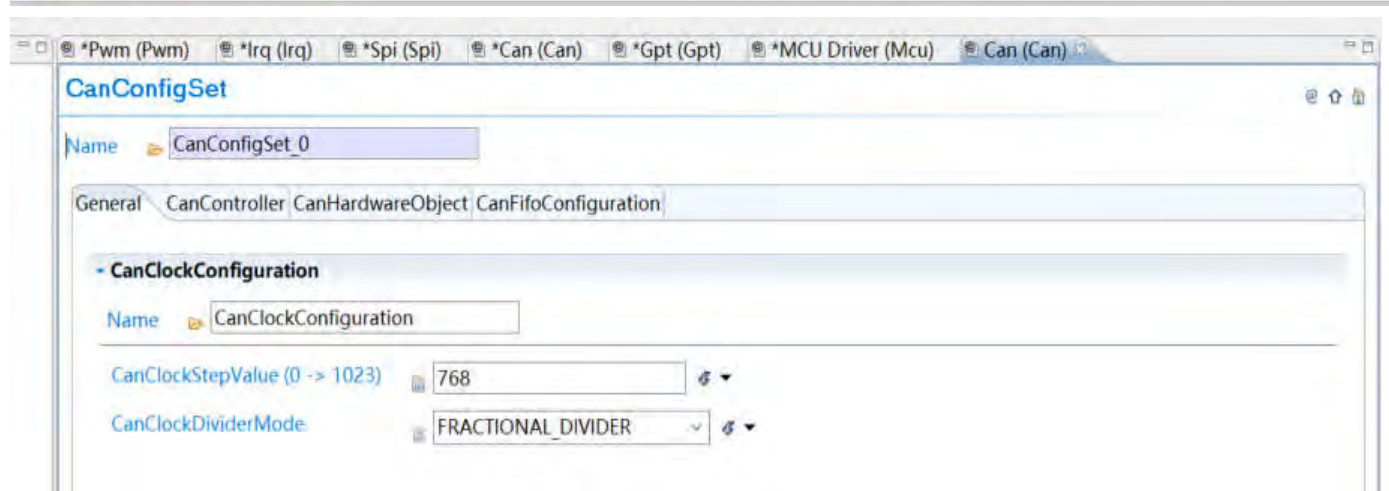 *Pwm (Pwm) *Irq (Irq) *Spi (Spi) *Can (Can) *Gpt (Gpt) *MCU Driver (Mcu) Can (Can)
CanConfigSet
Name CanConfigSet_0
General CanController CanHardwareObject CanFifoConfiguration
CanClockConfiguration
Name CanClockConfiguration
CanClockStepValue (0 -> 1023) 768
CanClockDividerMode FRACTIONAL_DIVIDER